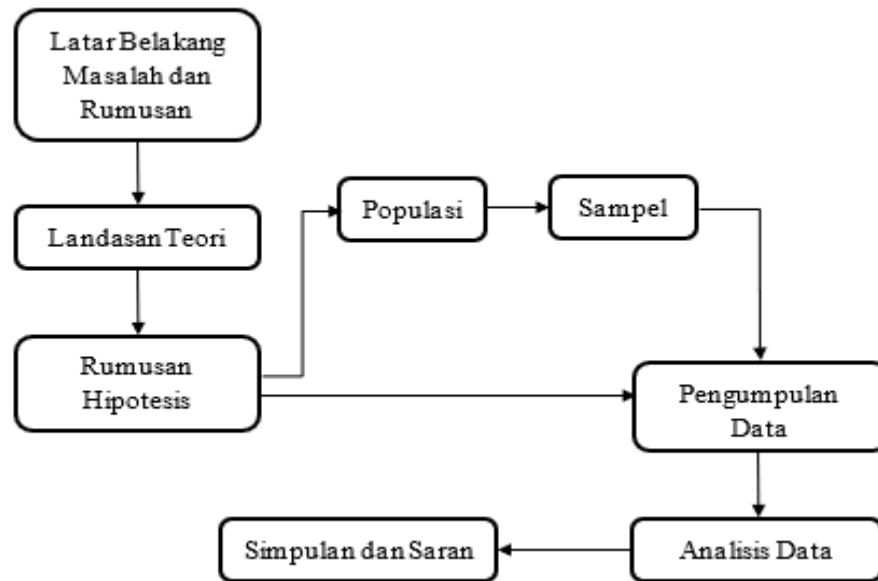 Latar Belakang
Masalah dan
Rumusan
Landasan Teori
Rumusan
Hipotesis
Populasi
Sampel
Pengumpulan
Data
Analisis Data
Simpulan dan Saran